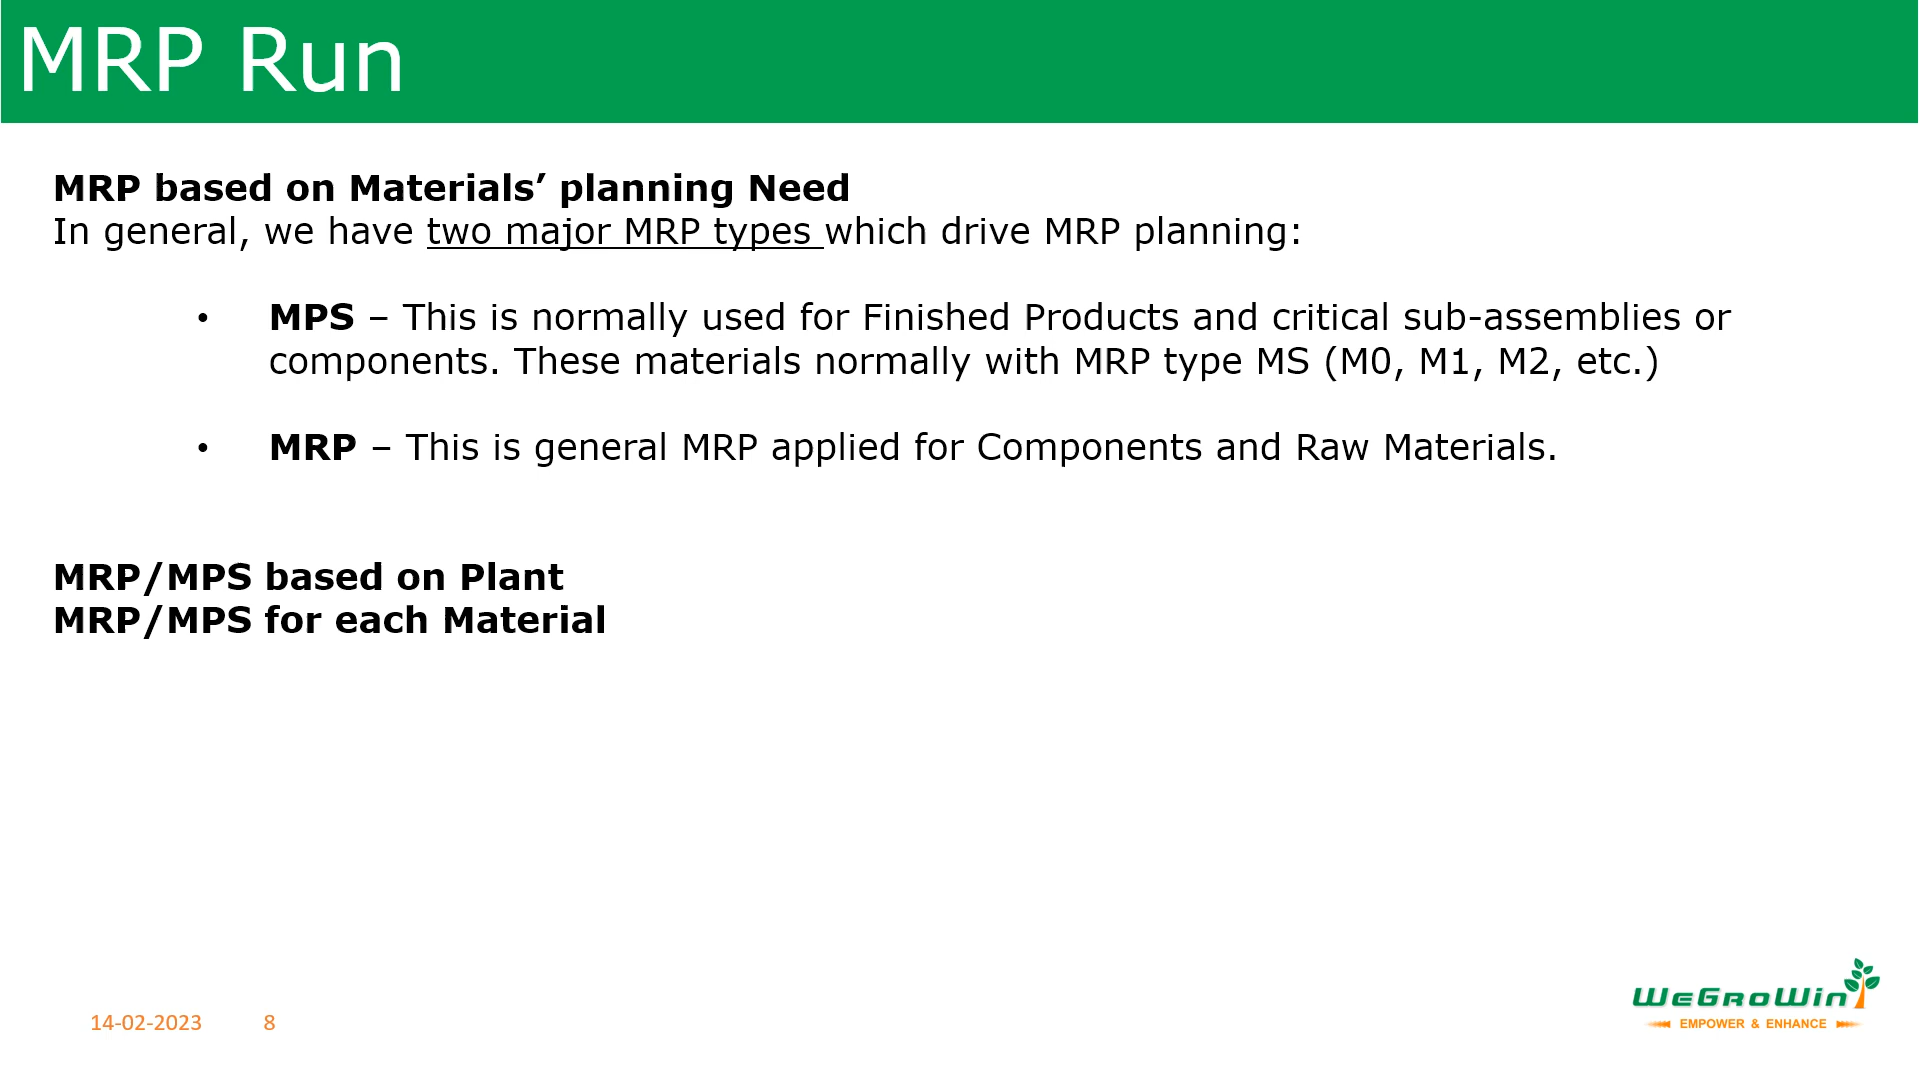 MRP Run
MRP based on Materials’ planning Need
In general, we have two major MRP types which drive MRP planning:
• MPS – This is normally used for Finished Products and critical sub-assemblies or
components. These materials normally with MRP type MS (M0, M1, M2, etc.)
• MRP – This is general MRP applied for Components and Raw Materials.
MRP/MPS based on Plant
MRP/MPS for each Material
WeGroWin
EMPOWER & ENHANCE
14-02-2023 8